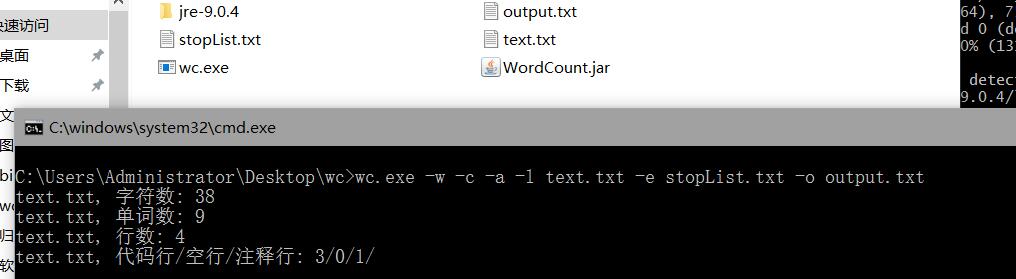 快速访问
桌面
下载
文
图
bi
wo
归
软
jre-9.0.4
output.txt
stopList.txt
text.txt
wc.exe
WordCount.jar
64), 7
d 0 (de
0% (13
detec
9.0.4/
C:\windows\system32\cmd.exe
C:\Users\Administrator\Desktop\wc>wc.exe -w -c -a -l text.txt -e stopList.txt -o output.txt
text.txt, 字符数: 38
text.txt, 单词数: 9
text.txt, 行数: 4
text.txt, 代码行/空行/注释行: 3/0/1/